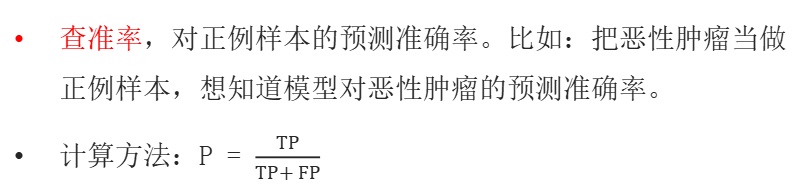 • 查准率，对正例样本的预测准确率。比如：把恶性肿瘤当做
正例样本，想知道模型对恶性肿瘤的预测准确率。
• 计算方法：P = TP / (TP+ FP)